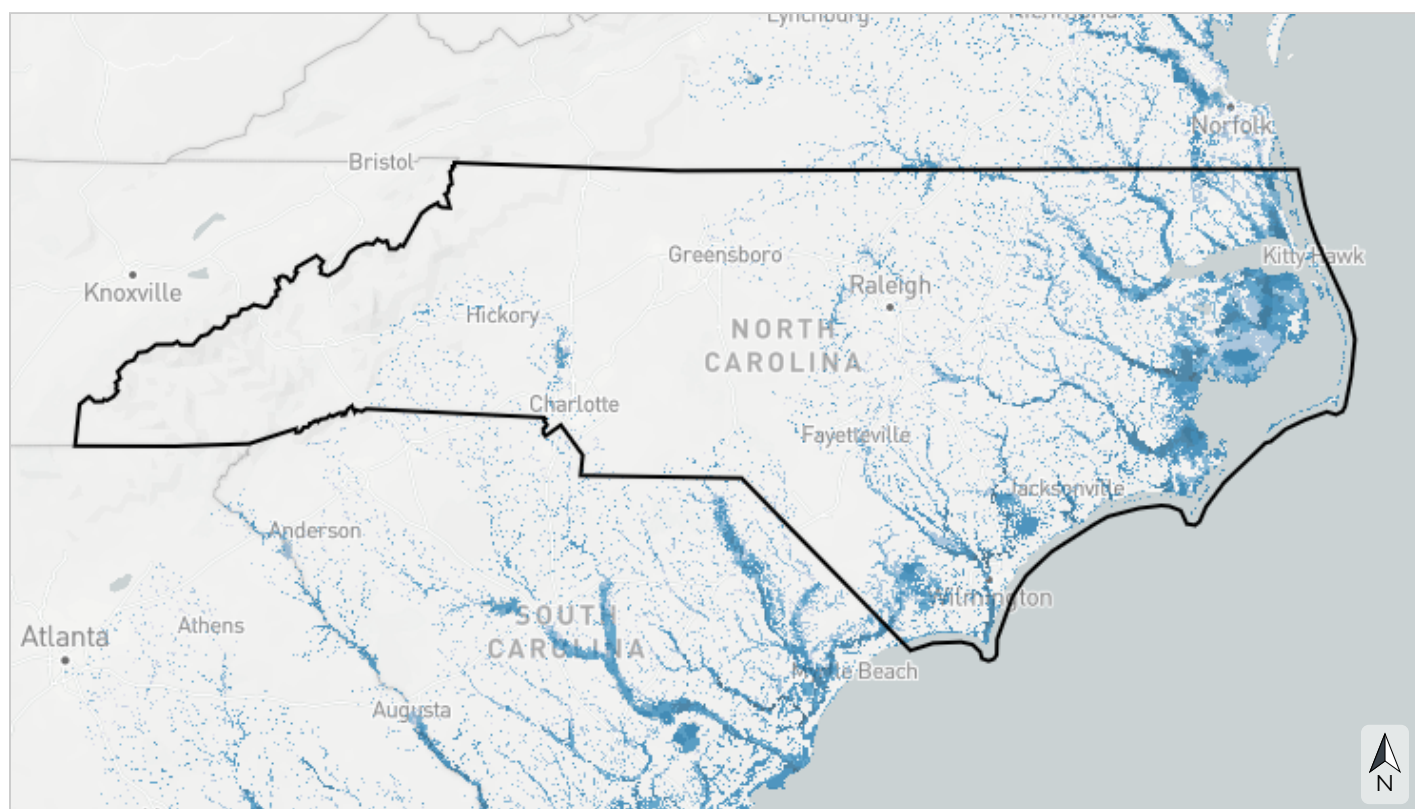 Lynchburg
Richmond
Norfolk
Bristol
Kitty Hawk
Greensboro
Knoxville
Raleigh
Hickory
NORTH
CAROLINA
Charlotte
Fayetteville
Jacksonville
Anderson
Wilmington
SOUTH
CAROLINA
Athens
Atlanta
Myrtle Beach
Augusta
N